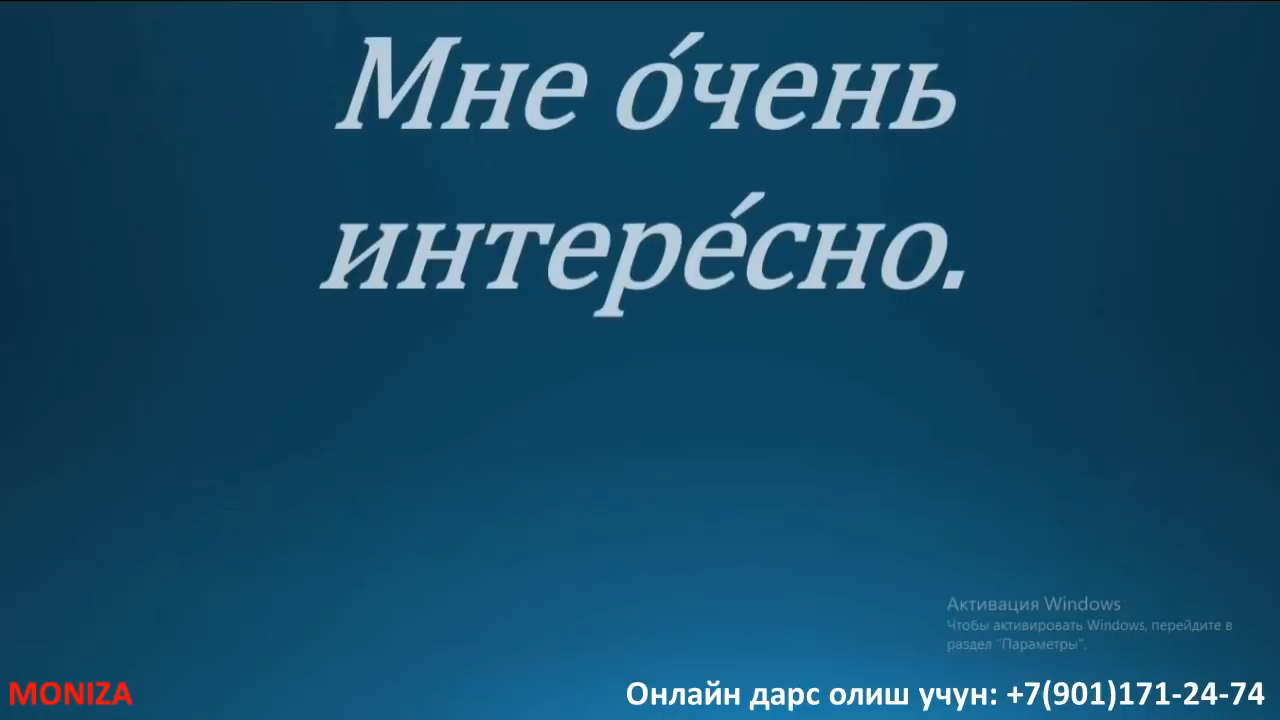 Мне о́чень
интере́сно.
Активация Windows
Чтобы активировать Windows, перейдите в
раздел "Параметры".
MONIZA
Онлайн дарс олиш учун: +7(901)171-24-74